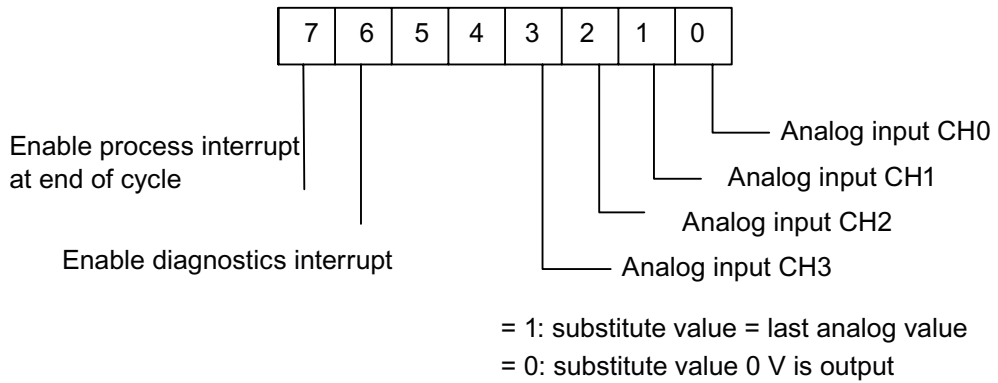 7 6 5 4 3 2 1 0
Analog input CH0
Enable process interrupt
at end of cycle
Analog input CH1
Analog input CH2
Enable diagnostics interrupt
Analog input CH3
= 1: substitute value = last analog value
= 0: substitute value 0 V is output